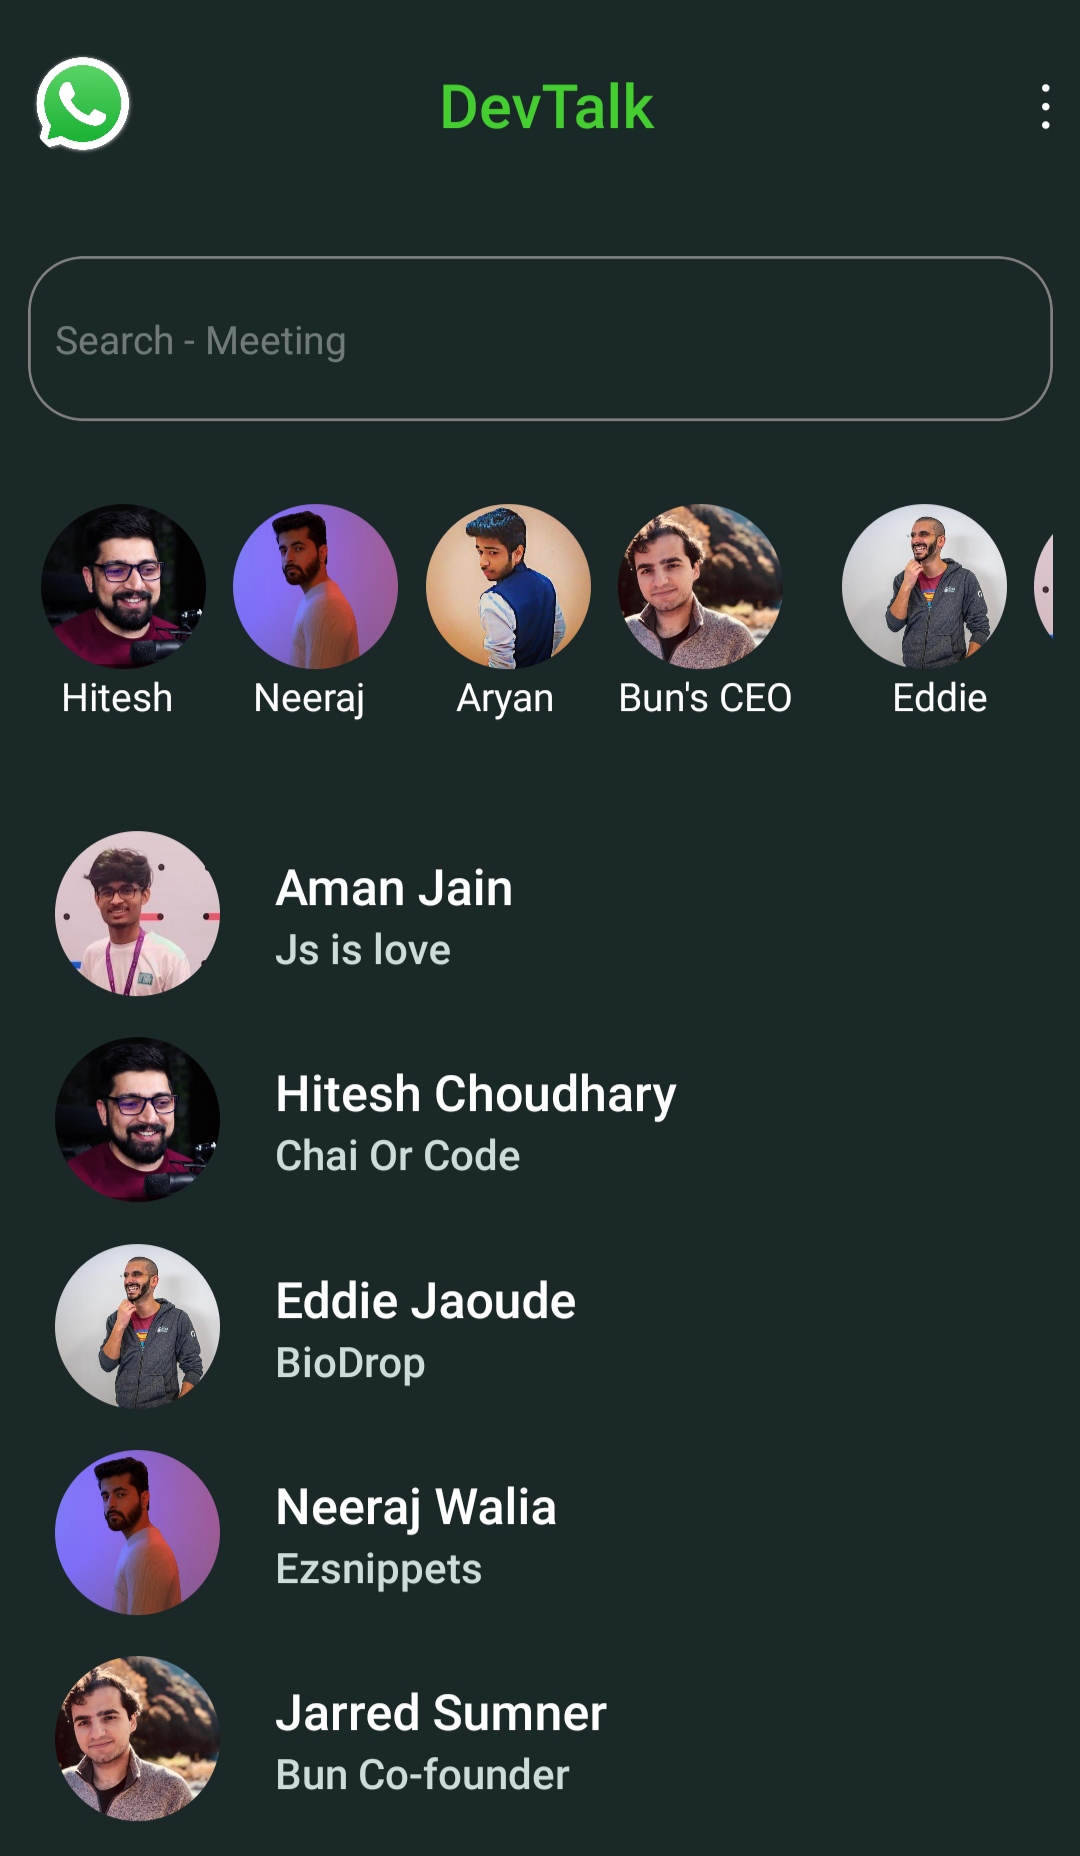 DevTalk
Search - Meeting
Hitesh
Neeraj
Aryan
Bun's CEO
Eddie
Aman Jain
Js is love
Hitesh Choudhary
Chai Or Code
Eddie Jaoude
BioDrop
Neeraj Walia
Ezsnippets
Jarred Sumner
Bun Co-founder